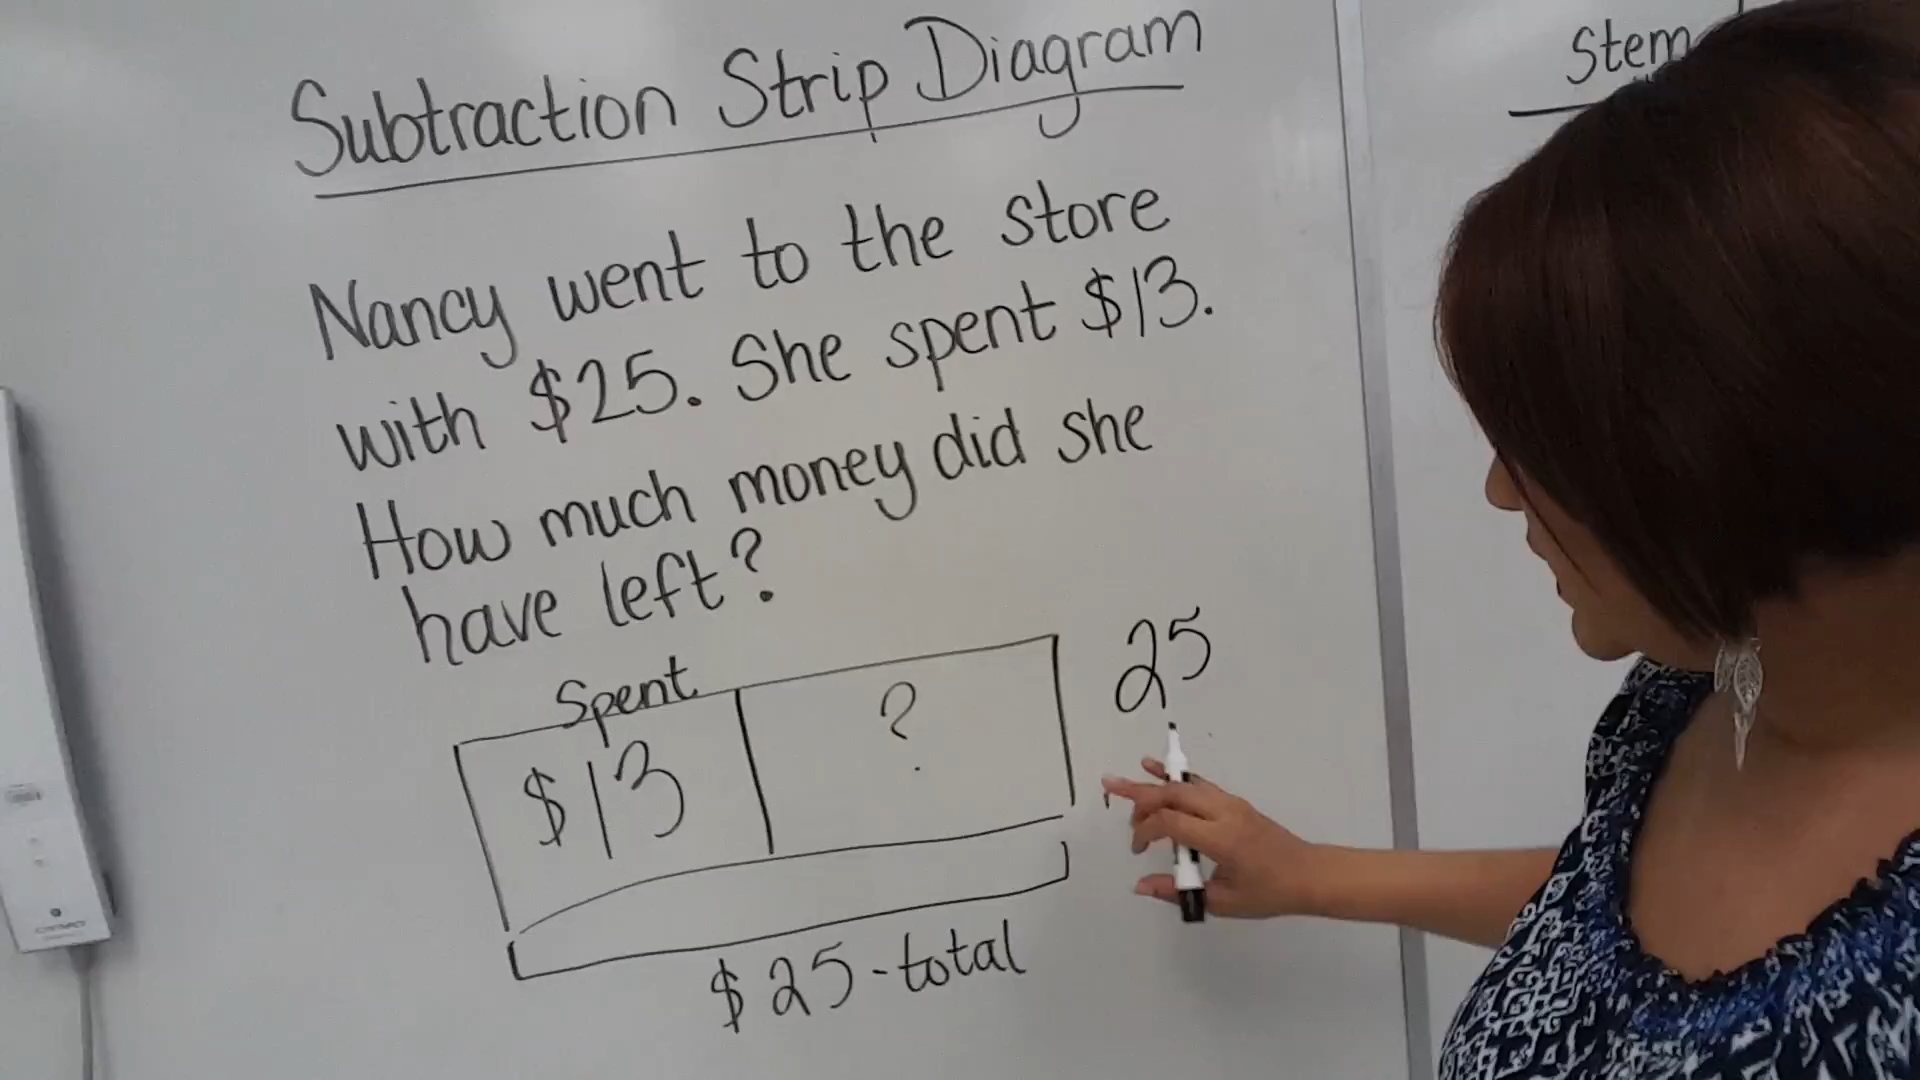 Subtraction Strip Diagram
Stem
Nancy went to the store
with $25. She spent $13.
How much money did she
have left?
Spent
$13
?
25
$25-total